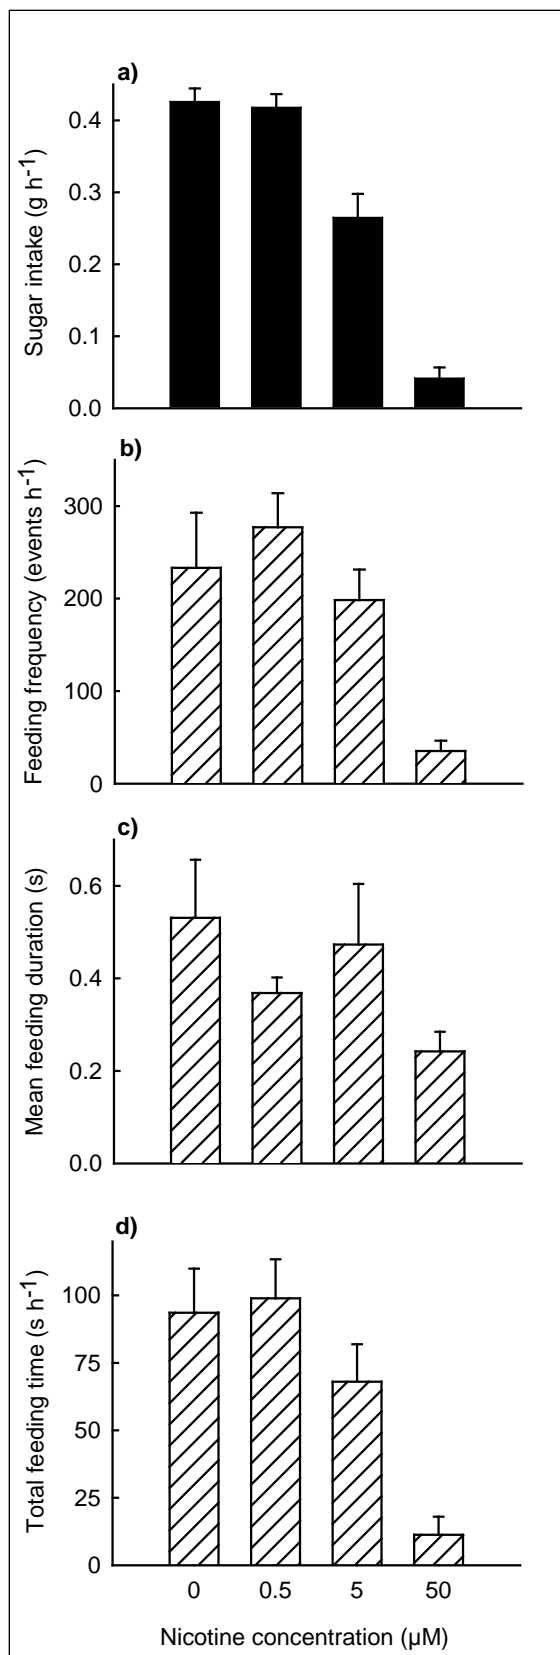 a)
Sugar intake (g h-1)
0.4
0.3
0.2
0.1
0.0
b)
Feeding frequency (events h-1)
300
200
100
0
c)
Mean feeding duration (s)
0.6
0.4
0.2
0.0
d)
Total feeding time (s h-1)
100
75
50
25
0
0 0.5 5 50
Nicotine concentration (µM)